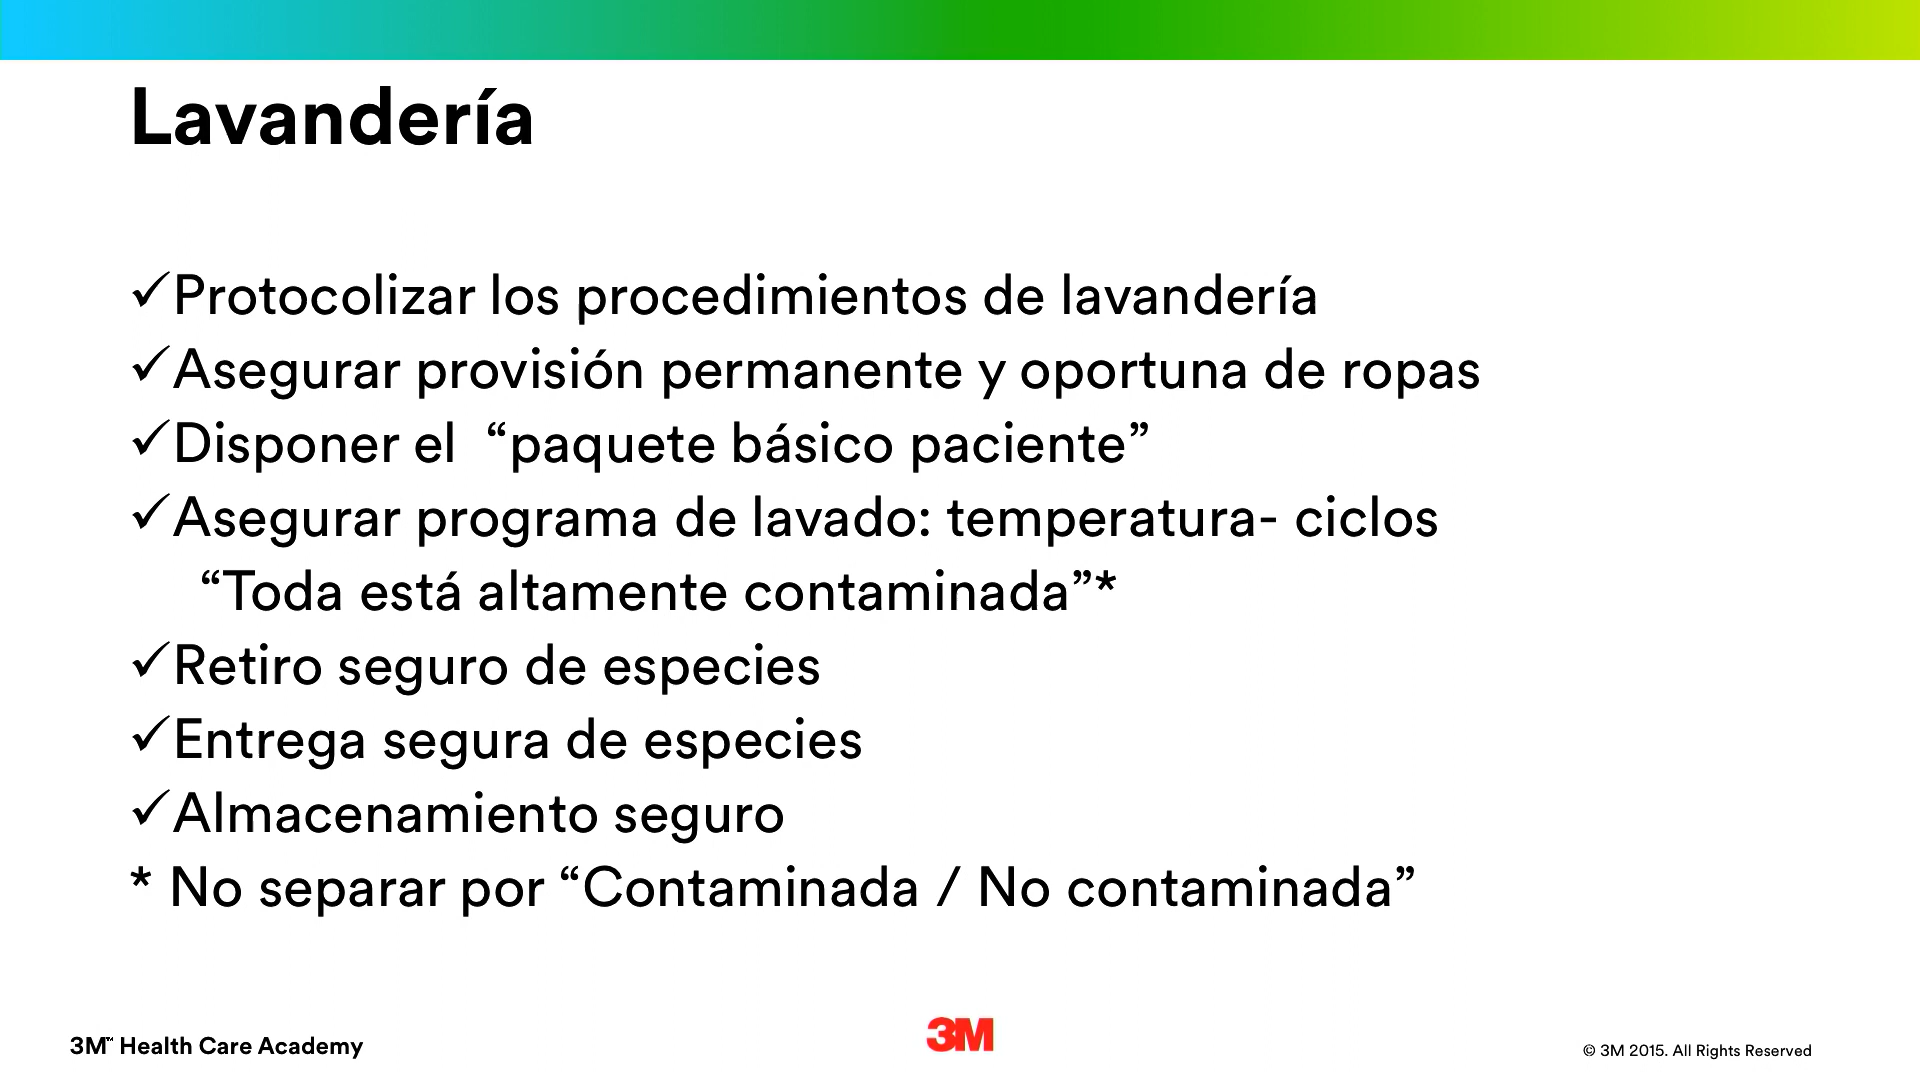 Lavandería
✓Protocolizar los procedimientos de lavandería
✓Asegurar provisión permanente y oportuna de ropas
✓Disponer el  “paquete básico paciente”
✓Asegurar programa de lavado: temperatura- ciclos
“Toda está altamente contaminada”*
✓Retiro seguro de especies
✓Entrega segura de especies
✓Almacenamiento seguro
* No separar por “Contaminada / No contaminada”
3M™ Health Care Academy
3M
© 3M 2015. All Rights Reserved